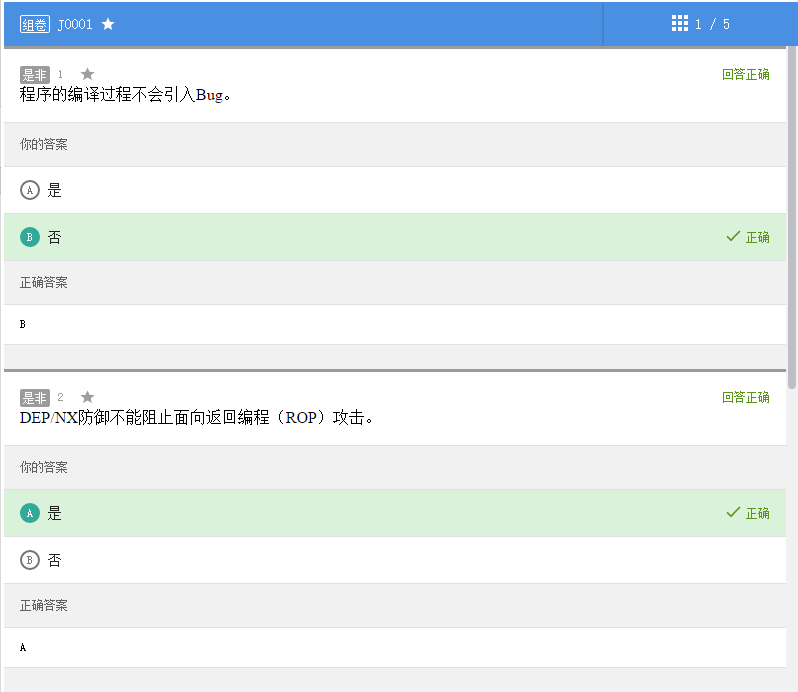 组卷 J0001
1 / 5
是非 1 回答正确
程序的编译过程不会引入Bug。
你的答案
A 是
B 否 正确
正确答案
B
是非 2 回答正确
DEP/NX防御不能阻止面向返回编程（ROP）攻击。
你的答案
A 是 正确
B 否
正确答案
A